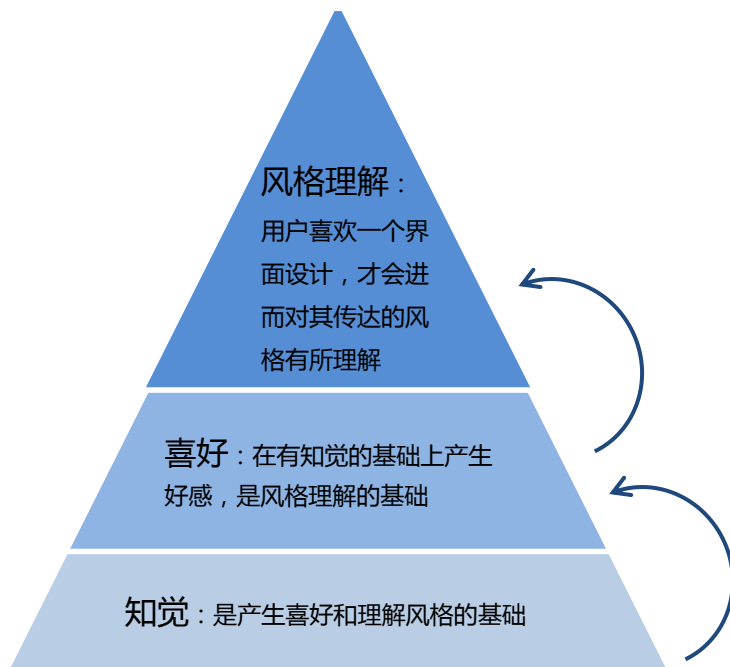 风格理解：
用户喜欢一个界
面设计，才会进
而对其传达的风
格有所理解
喜好：在有知觉的基础上产生
好感，是风格理解的基础
知觉：是产生喜好和理解风格的基础